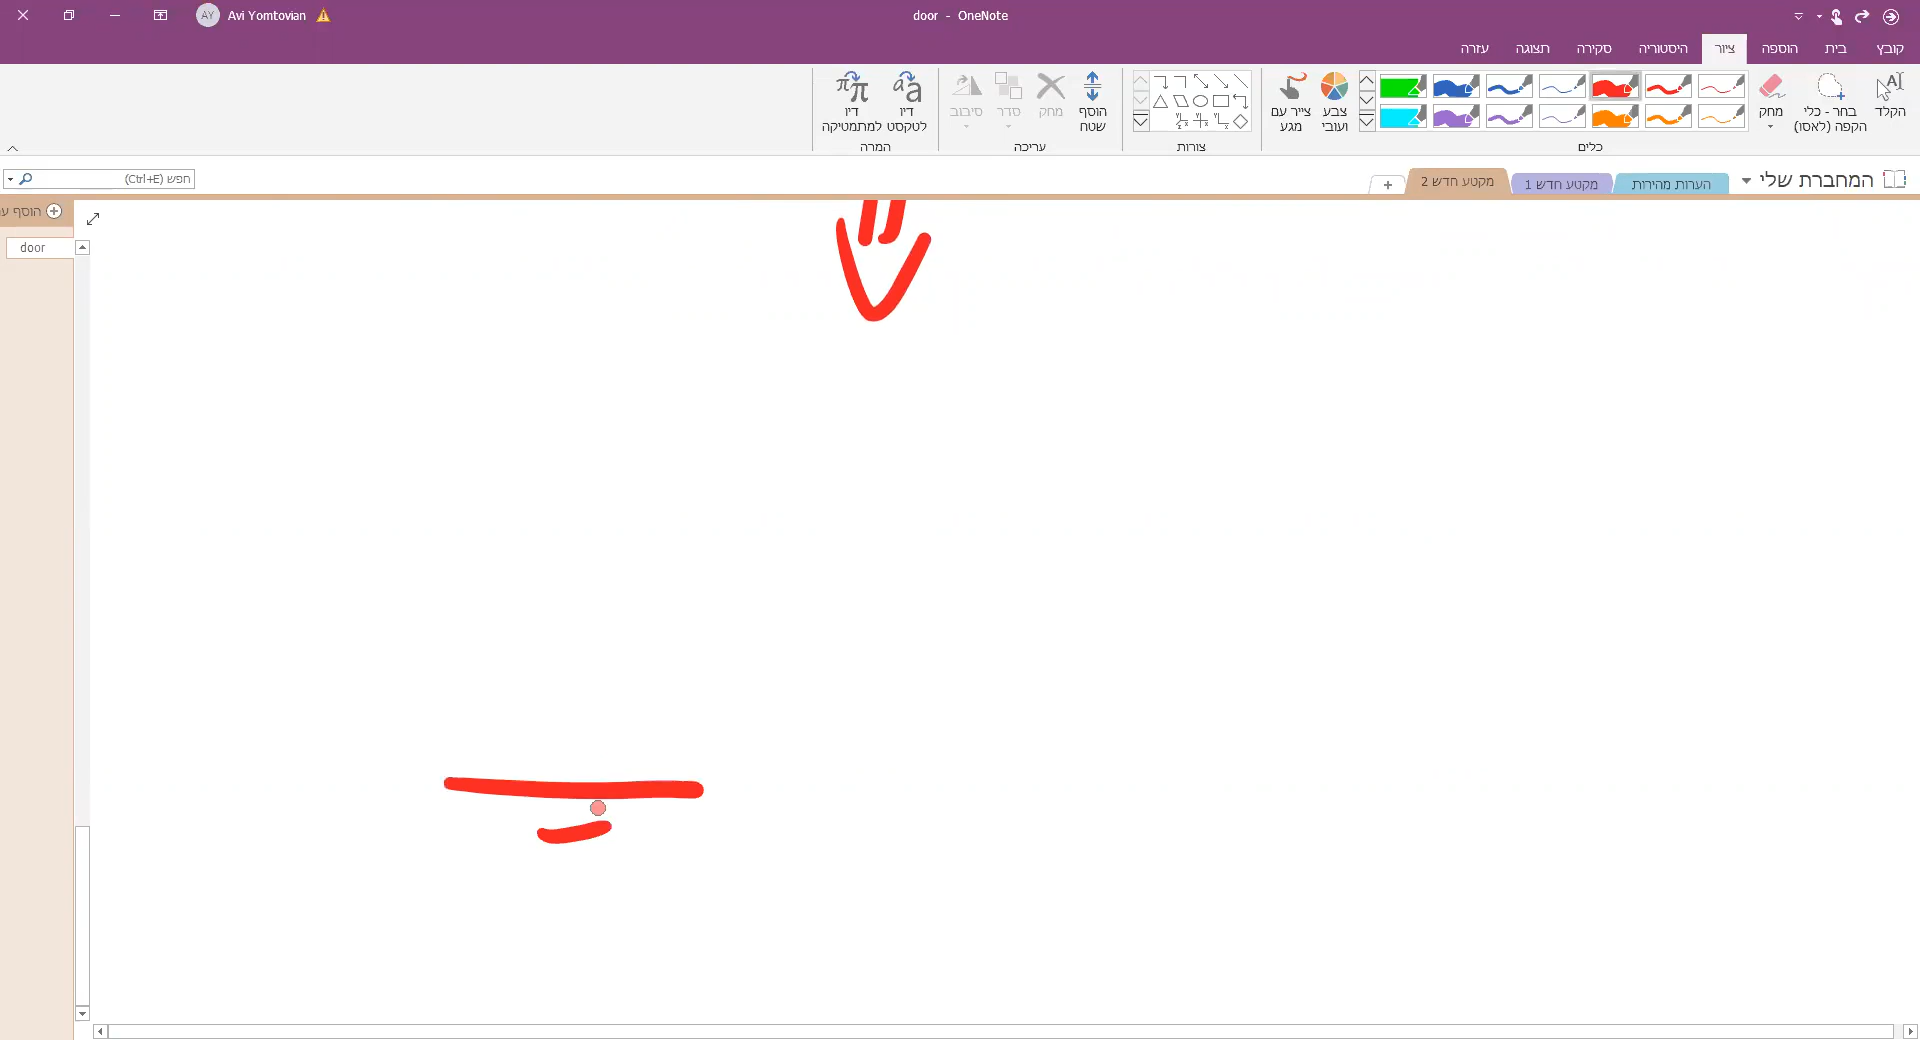 AY Avi Yomtovian door - OneNote
קובץ בית הוספה ציור היסטוריה סקירה תצוגה עזרה
הקלד
בחר - כלי הקפה (לאסו)
מחק
כלים
צבע ועובי
צייר עם מגע
צורות
הוסף שטח
מחק
סדר
סיבוב
עריכה
דיו לטקסט
דיו למתמטיקה
המרה
המחברת שלי הערות מהירות מקטע חדש 1 מקטע חדש 2 +
חפש (Ctrl+E)
הוסף
door